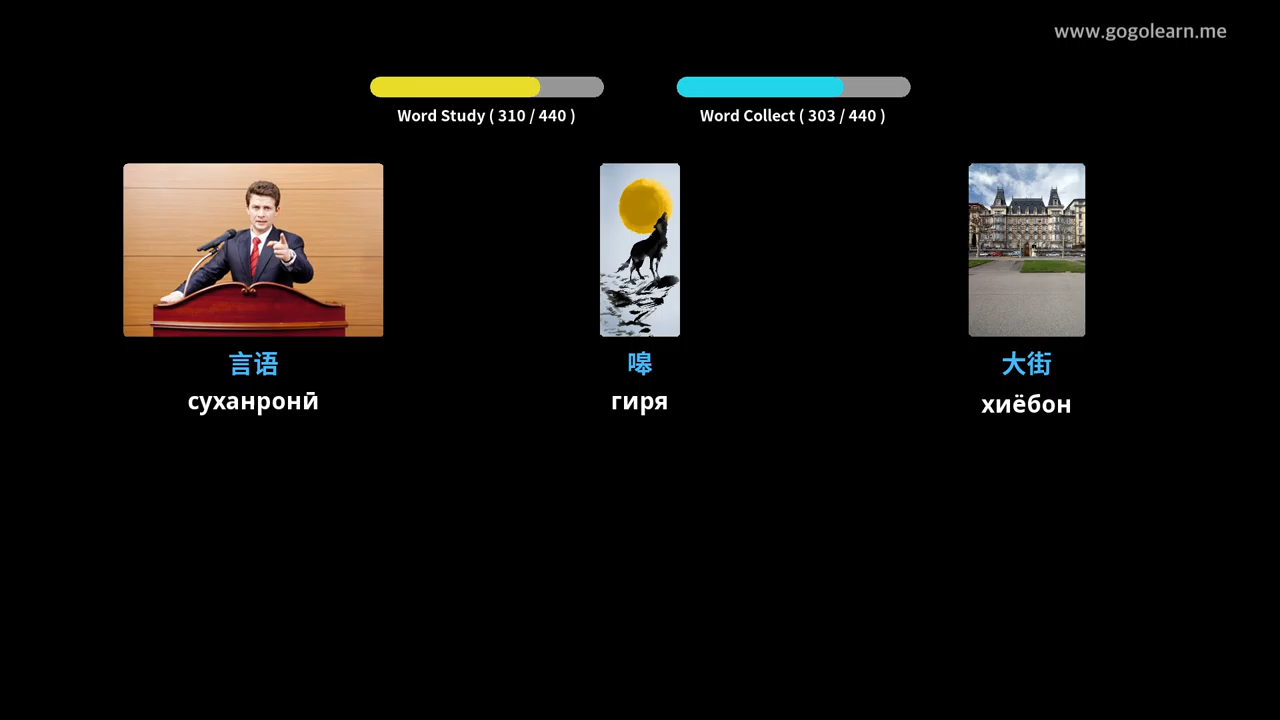 www.gogolearn.me
Word Study ( 310 / 440 )
Word Collect ( 303 / 440 )
言语
суханронӣ
嗥
гиря
大街
хиёбон